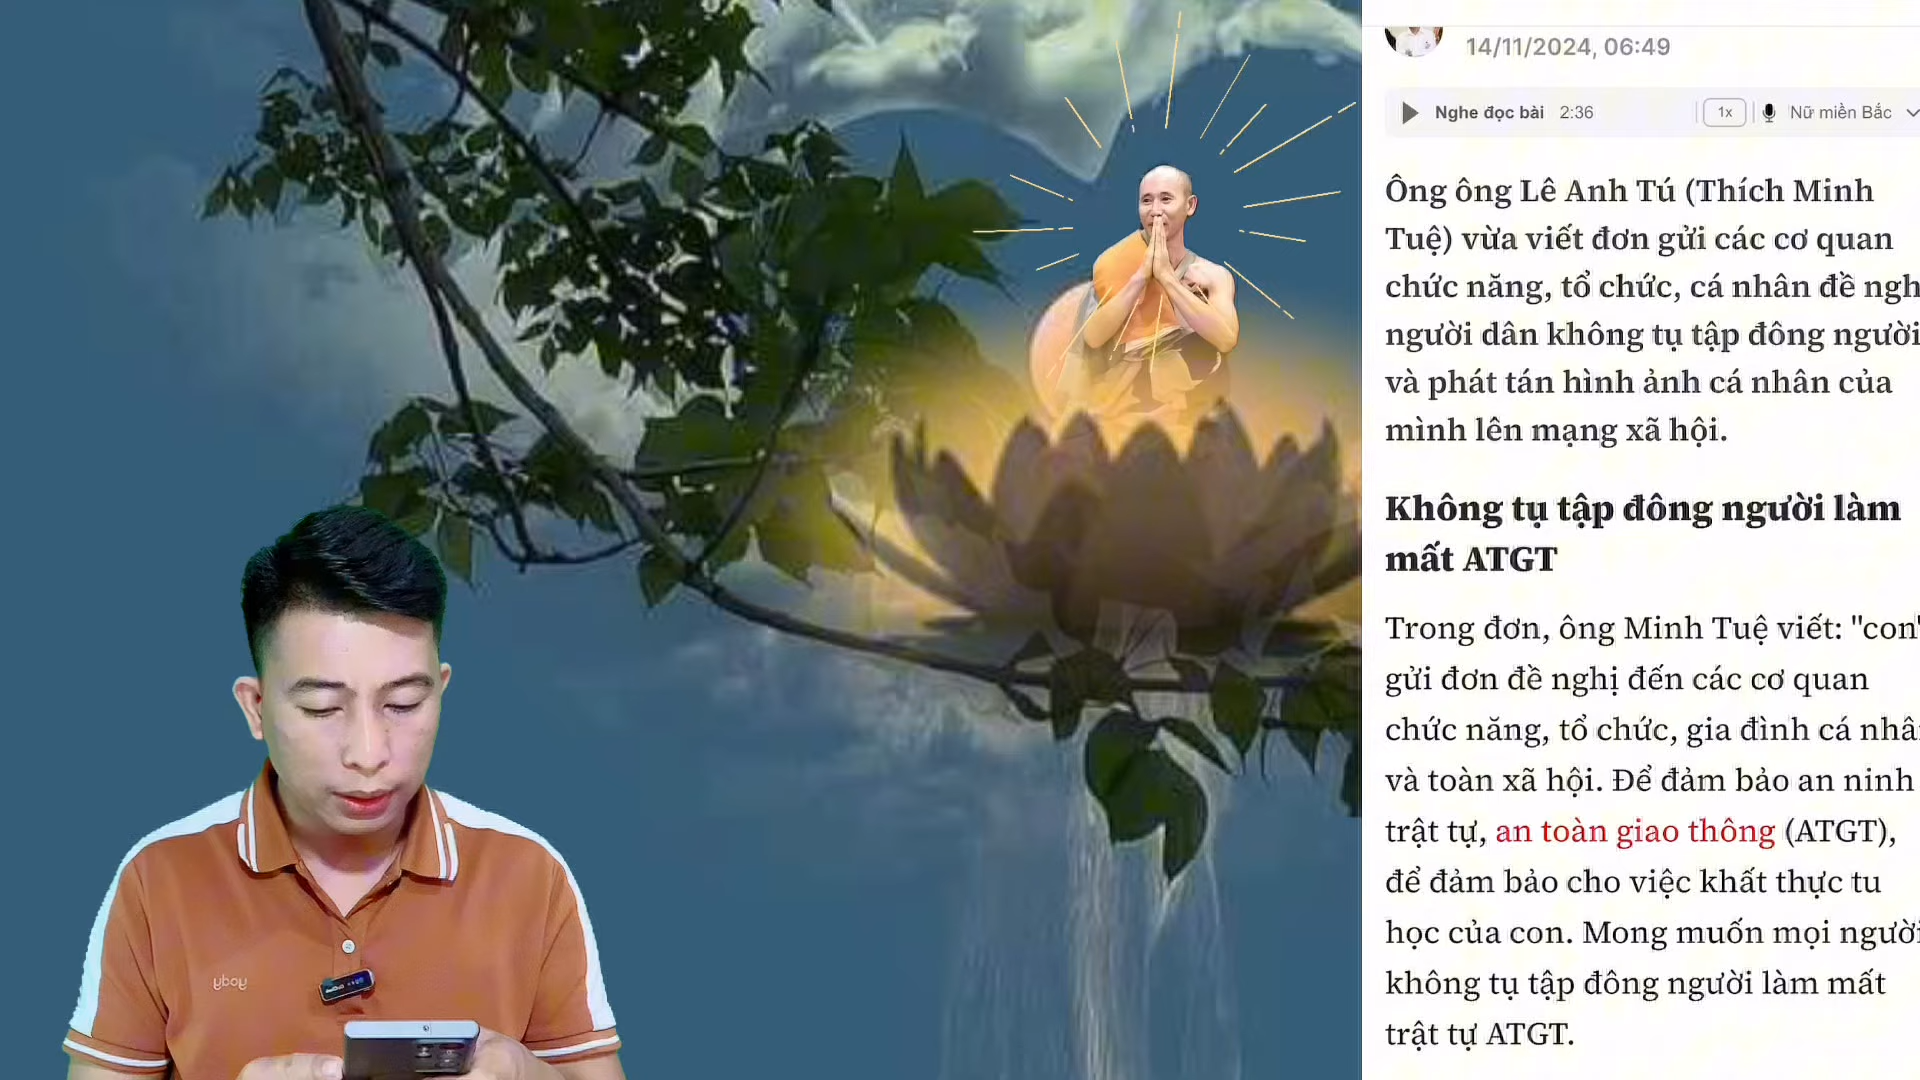 14/11/2024, 06:49
Nghe đọc bài 2:36 1x Nữ miền Bắc
Ông ông Lê Anh Tú (Thích Minh
Tuệ) vừa viết đơn gửi các cơ quan
chức năng, tổ chức, cá nhân đề ngh
người dân không tụ tập đông người
và phát tán hình ảnh cá nhân của
mình lên mạng xã hội.
Không tụ tập đông người làm
mất ATGT
Trong đơn, ông Minh Tuệ viết: "con"
gửi đơn đề nghị đến các cơ quan
chức năng, tổ chức, gia đình cá nhân
và toàn xã hội. Để đảm bảo an ninh
trật tự, an toàn giao thông (ATGT),
để đảm bảo cho việc khất thực tu
học của con. Mong muốn mọi người
không tụ tập đông người làm mất
trật tự ATGT.
yody